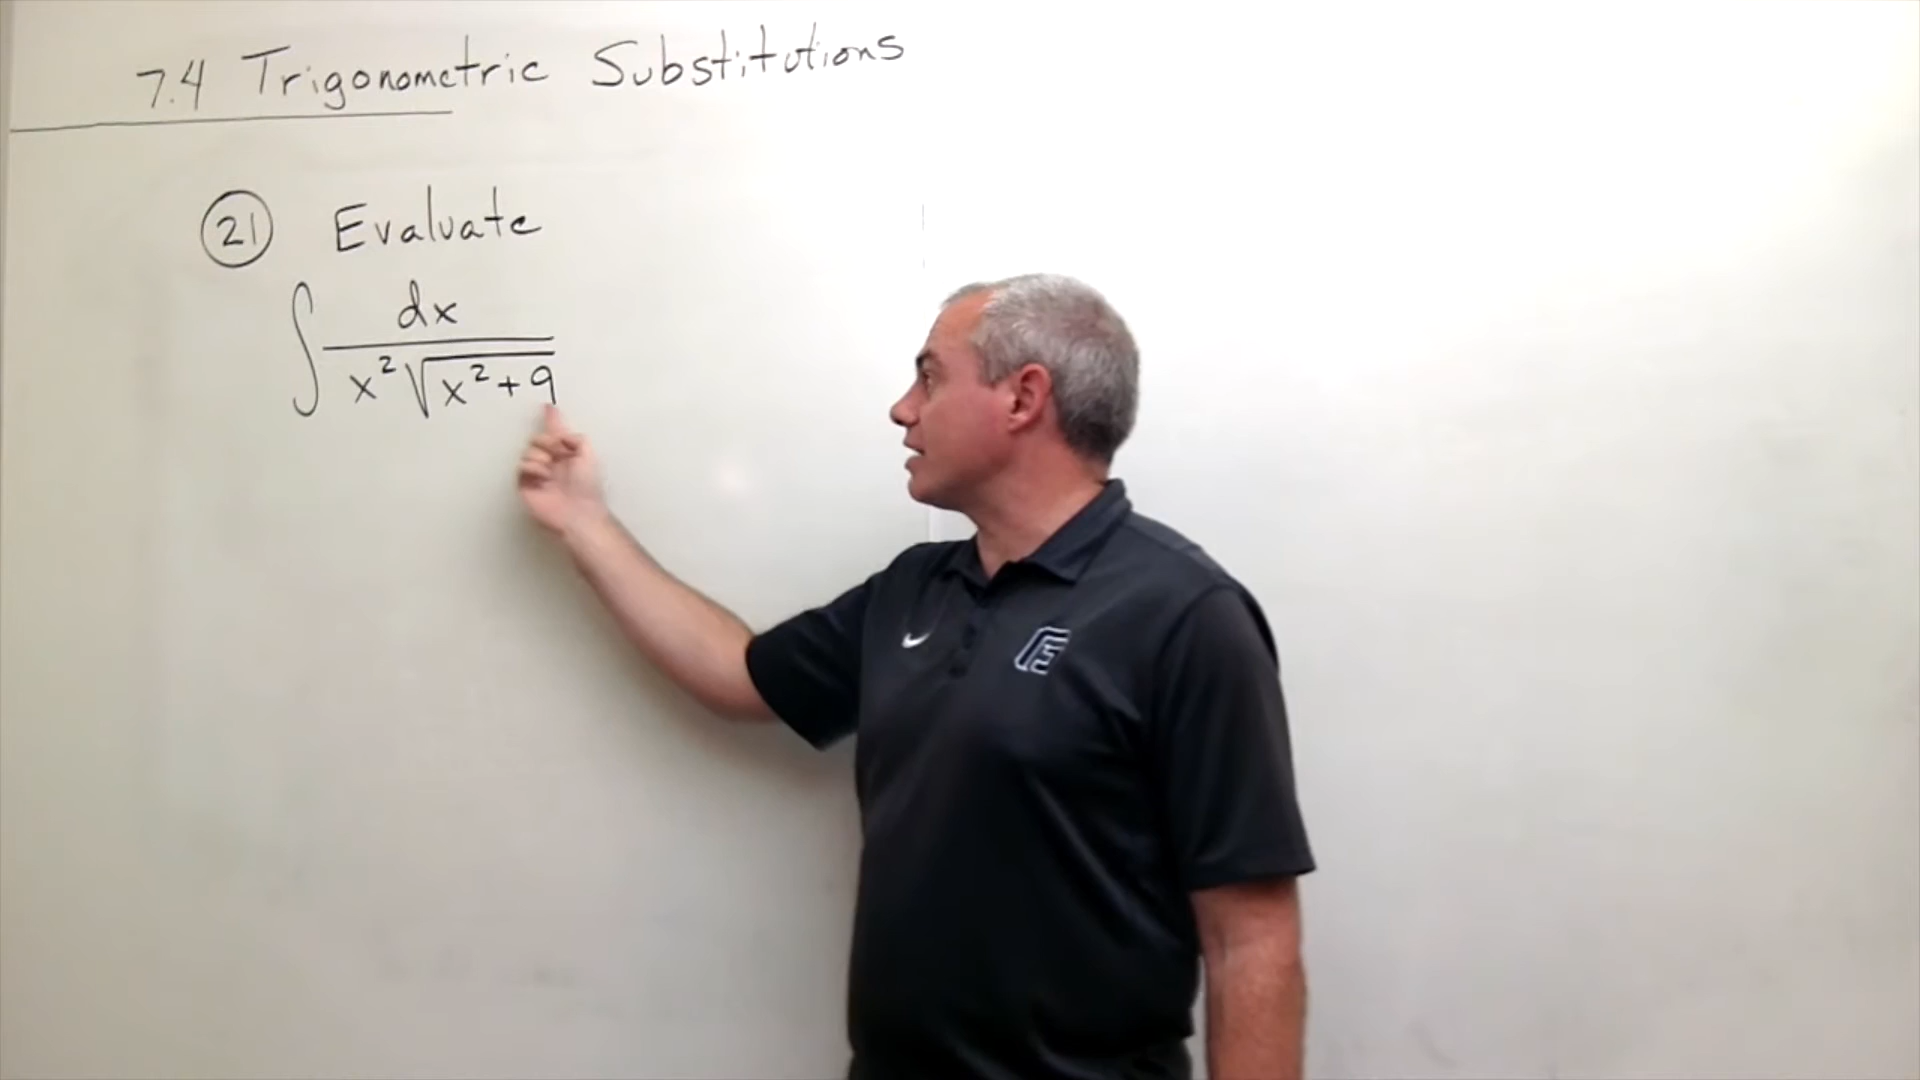 7.4 Trigonometric Substitutions
21 Evaluate
∫ dx
x²√x²+9